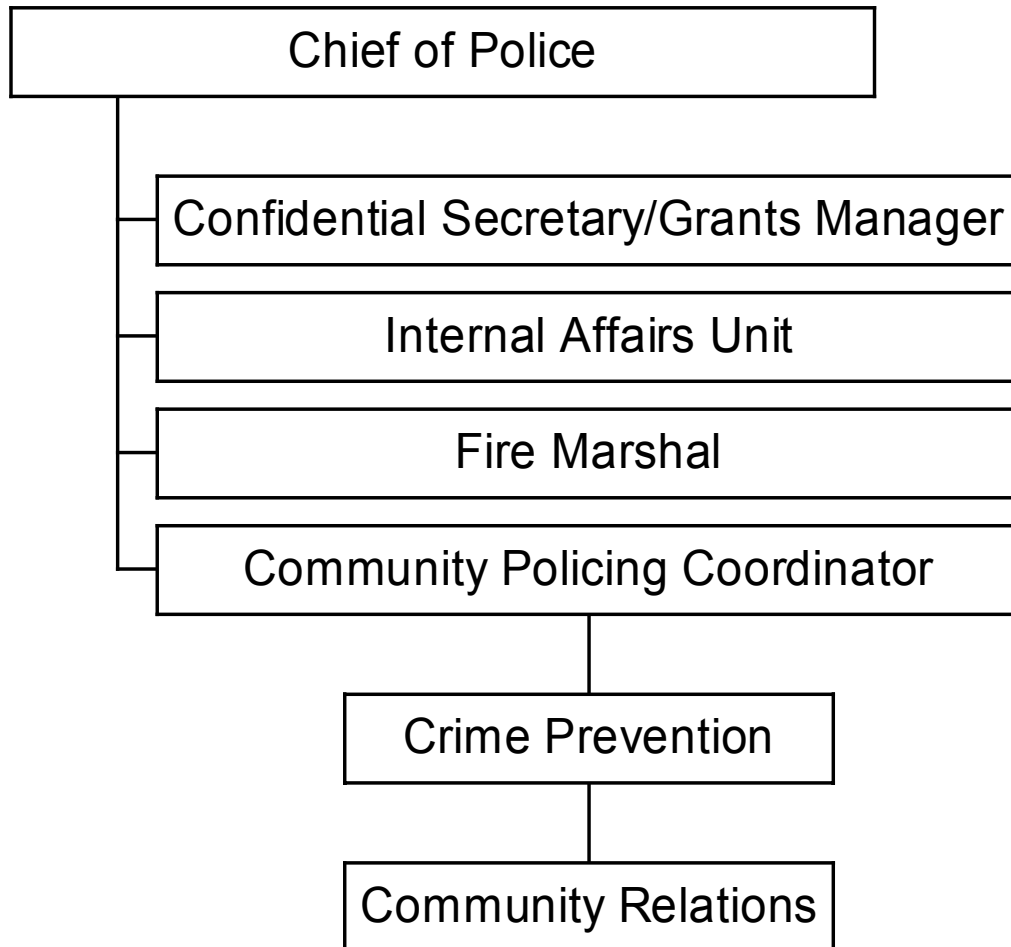 Chief of Police
Confidential Secretary/Grants Manager
Internal Affairs Unit
Fire Marshal
Community Policing Coordinator
Crime Prevention
Community Relations